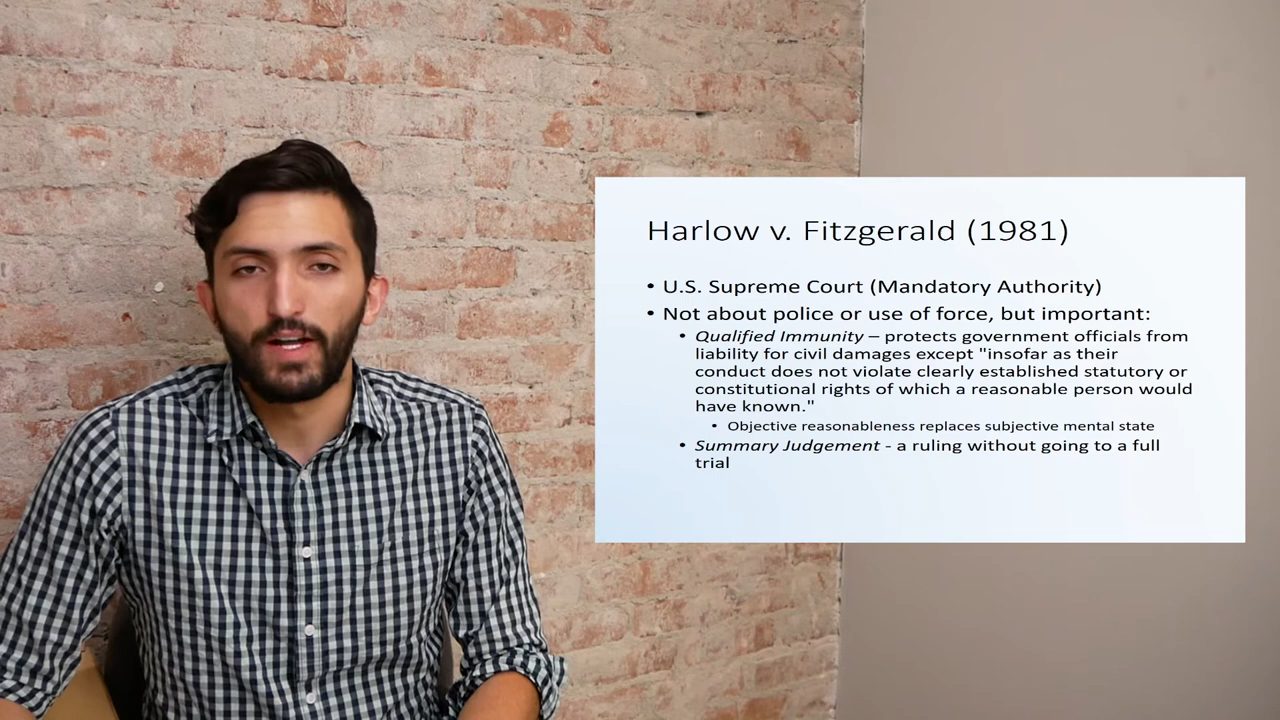 Harlow v. Fitzgerald (1981)
• U.S. Supreme Court (Mandatory Authority)
• Not about police or use of force, but important:
• Qualified Immunity – protects government officials from
liability for civil damages except "insofar as their
conduct does not violate clearly established statutory or
constitutional rights of which a reasonable person would
have known."
• Objective reasonableness replaces subjective mental state
• Summary Judgement - a ruling without going to a full
trial